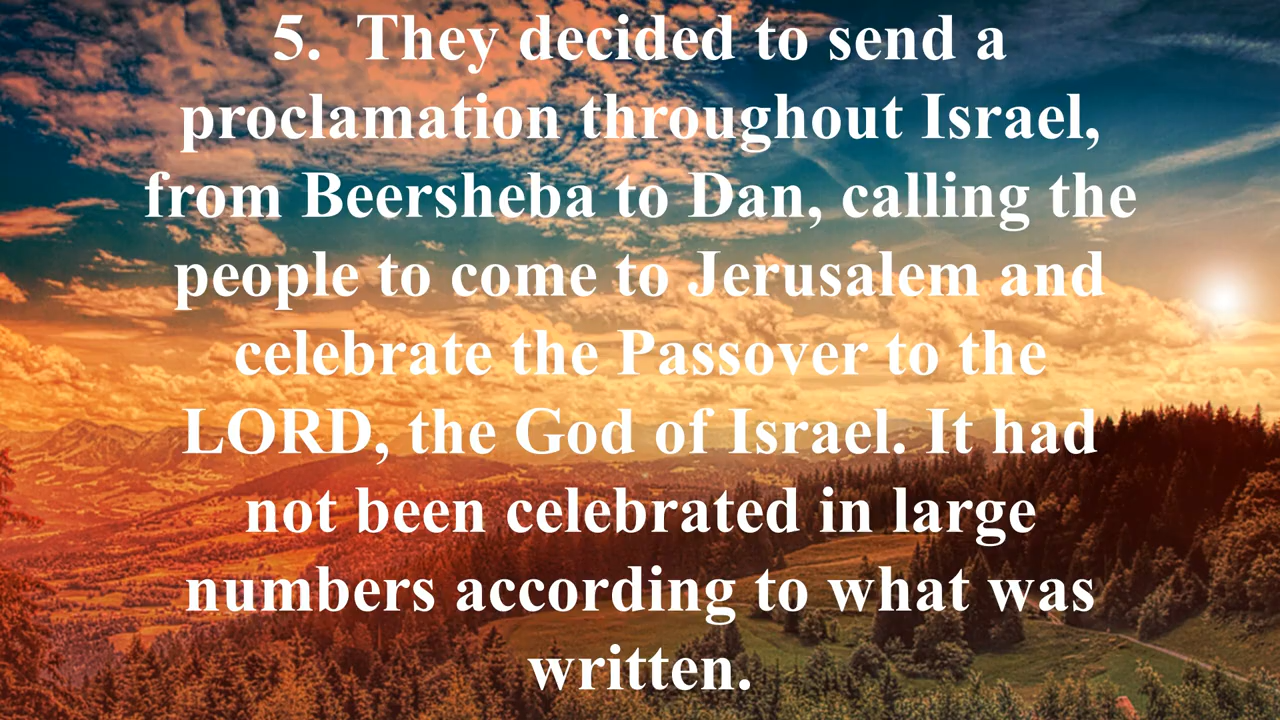 5.  They decided to send a
proclamation throughout Israel,
from Beersheba to Dan, calling the
people to come to Jerusalem and
celebrate the Passover to the
LORD, the God of Israel. It had
not been celebrated in large
numbers according to what was
written.